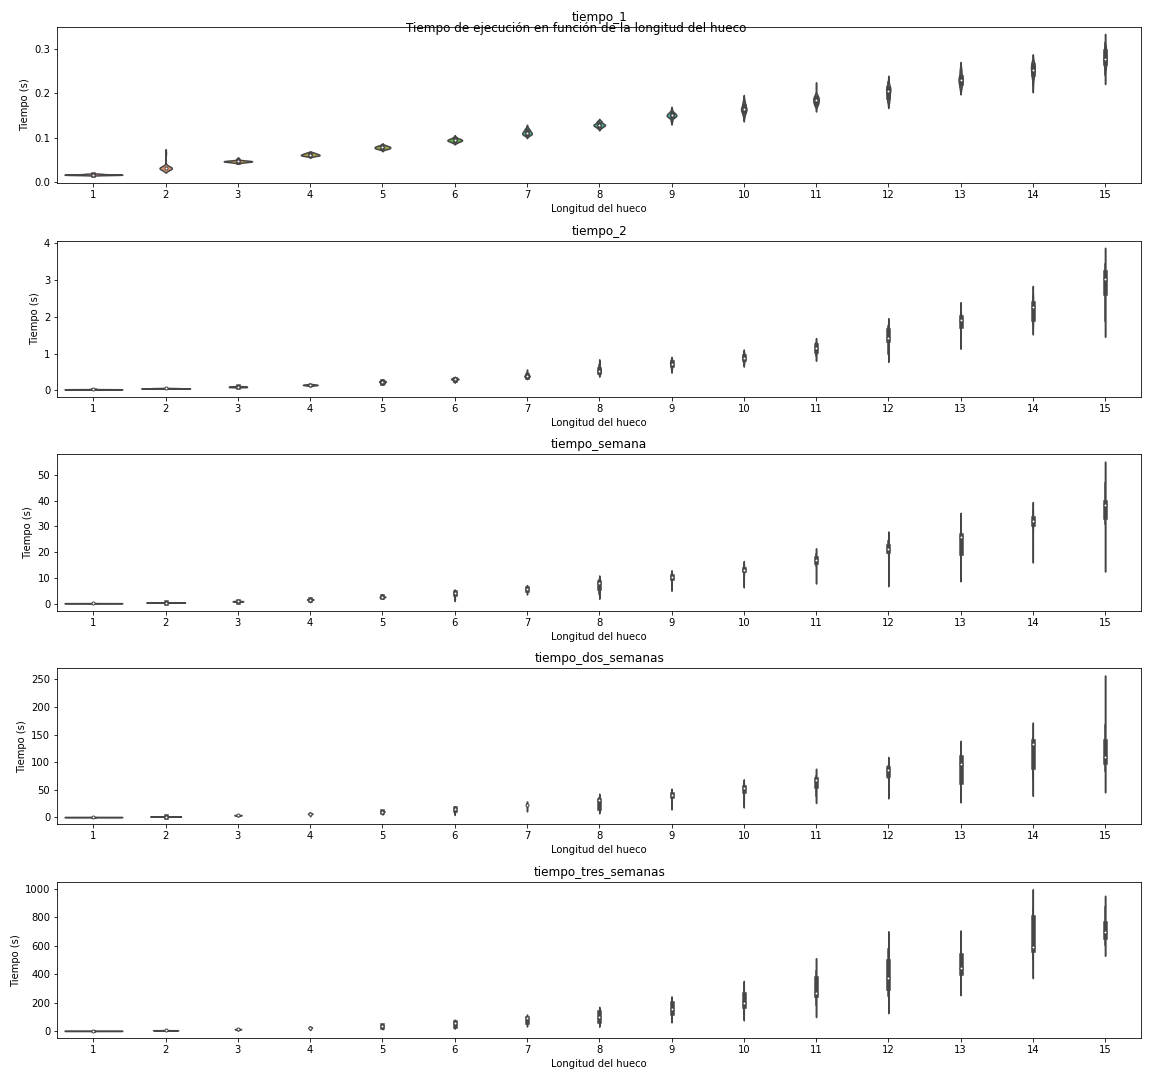 tiempo_1
Tiempo de ejecución en función de la longitud del hueco
0.3
0.2
0.1
0.0
Tiempo (s)
1 2 3 4 5 6 7 8 9 10 11 12 13 14 15
Longitud del hueco
tiempo_2
4
3
2
1
0
Tiempo (s)
1 2 3 4 5 6 7 8 9 10 11 12 13 14 15
Longitud del hueco
tiempo_semana
50
40
30
20
10
0
Tiempo (s)
1 2 3 4 5 6 7 8 9 10 11 12 13 14 15
Longitud del hueco
tiempo_dos_semanas
250
200
150
100
50
0
Tiempo (s)
1 2 3 4 5 6 7 8 9 10 11 12 13 14 15
Longitud del hueco
tiempo_tres_semanas
1000
800
600
400
200
0
Tiempo (s)
1 2 3 4 5 6 7 8 9 10 11 12 13 14 15
Longitud del hueco